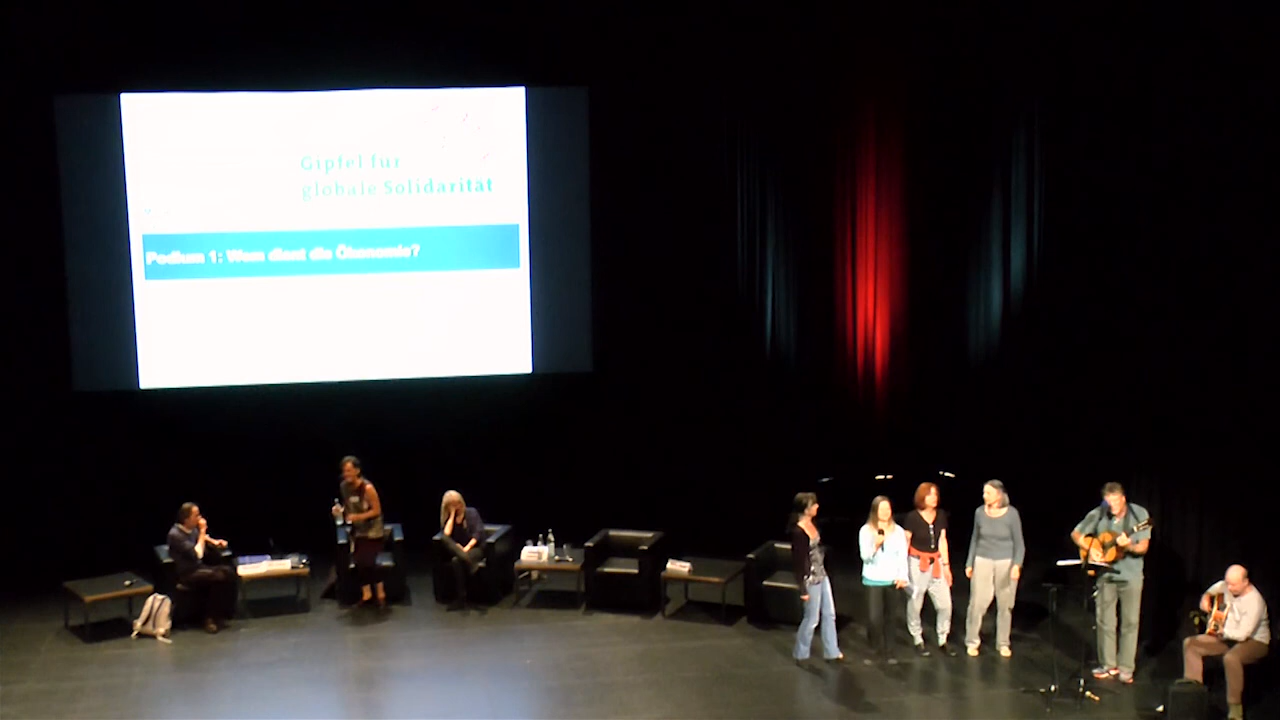 Gipfel für
globale Solidarität
Podium 1: Wem dient die Ökonomie?